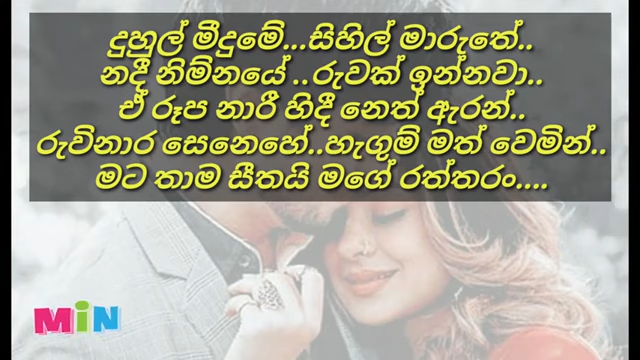 දුහුල් මීදුමේ...සිහිල් මාරුතේ..
නදී නිම්නයේ ..රුවක් ඉන්නවා..
ඒ රූප නාරී හිදී නෙත් ඇරන්..
රුවිනාර සෙනෙහේ..හැගුම් මත් වෙමින්..
මට තාම සීතයි මගේ රත්තරං....
MiN